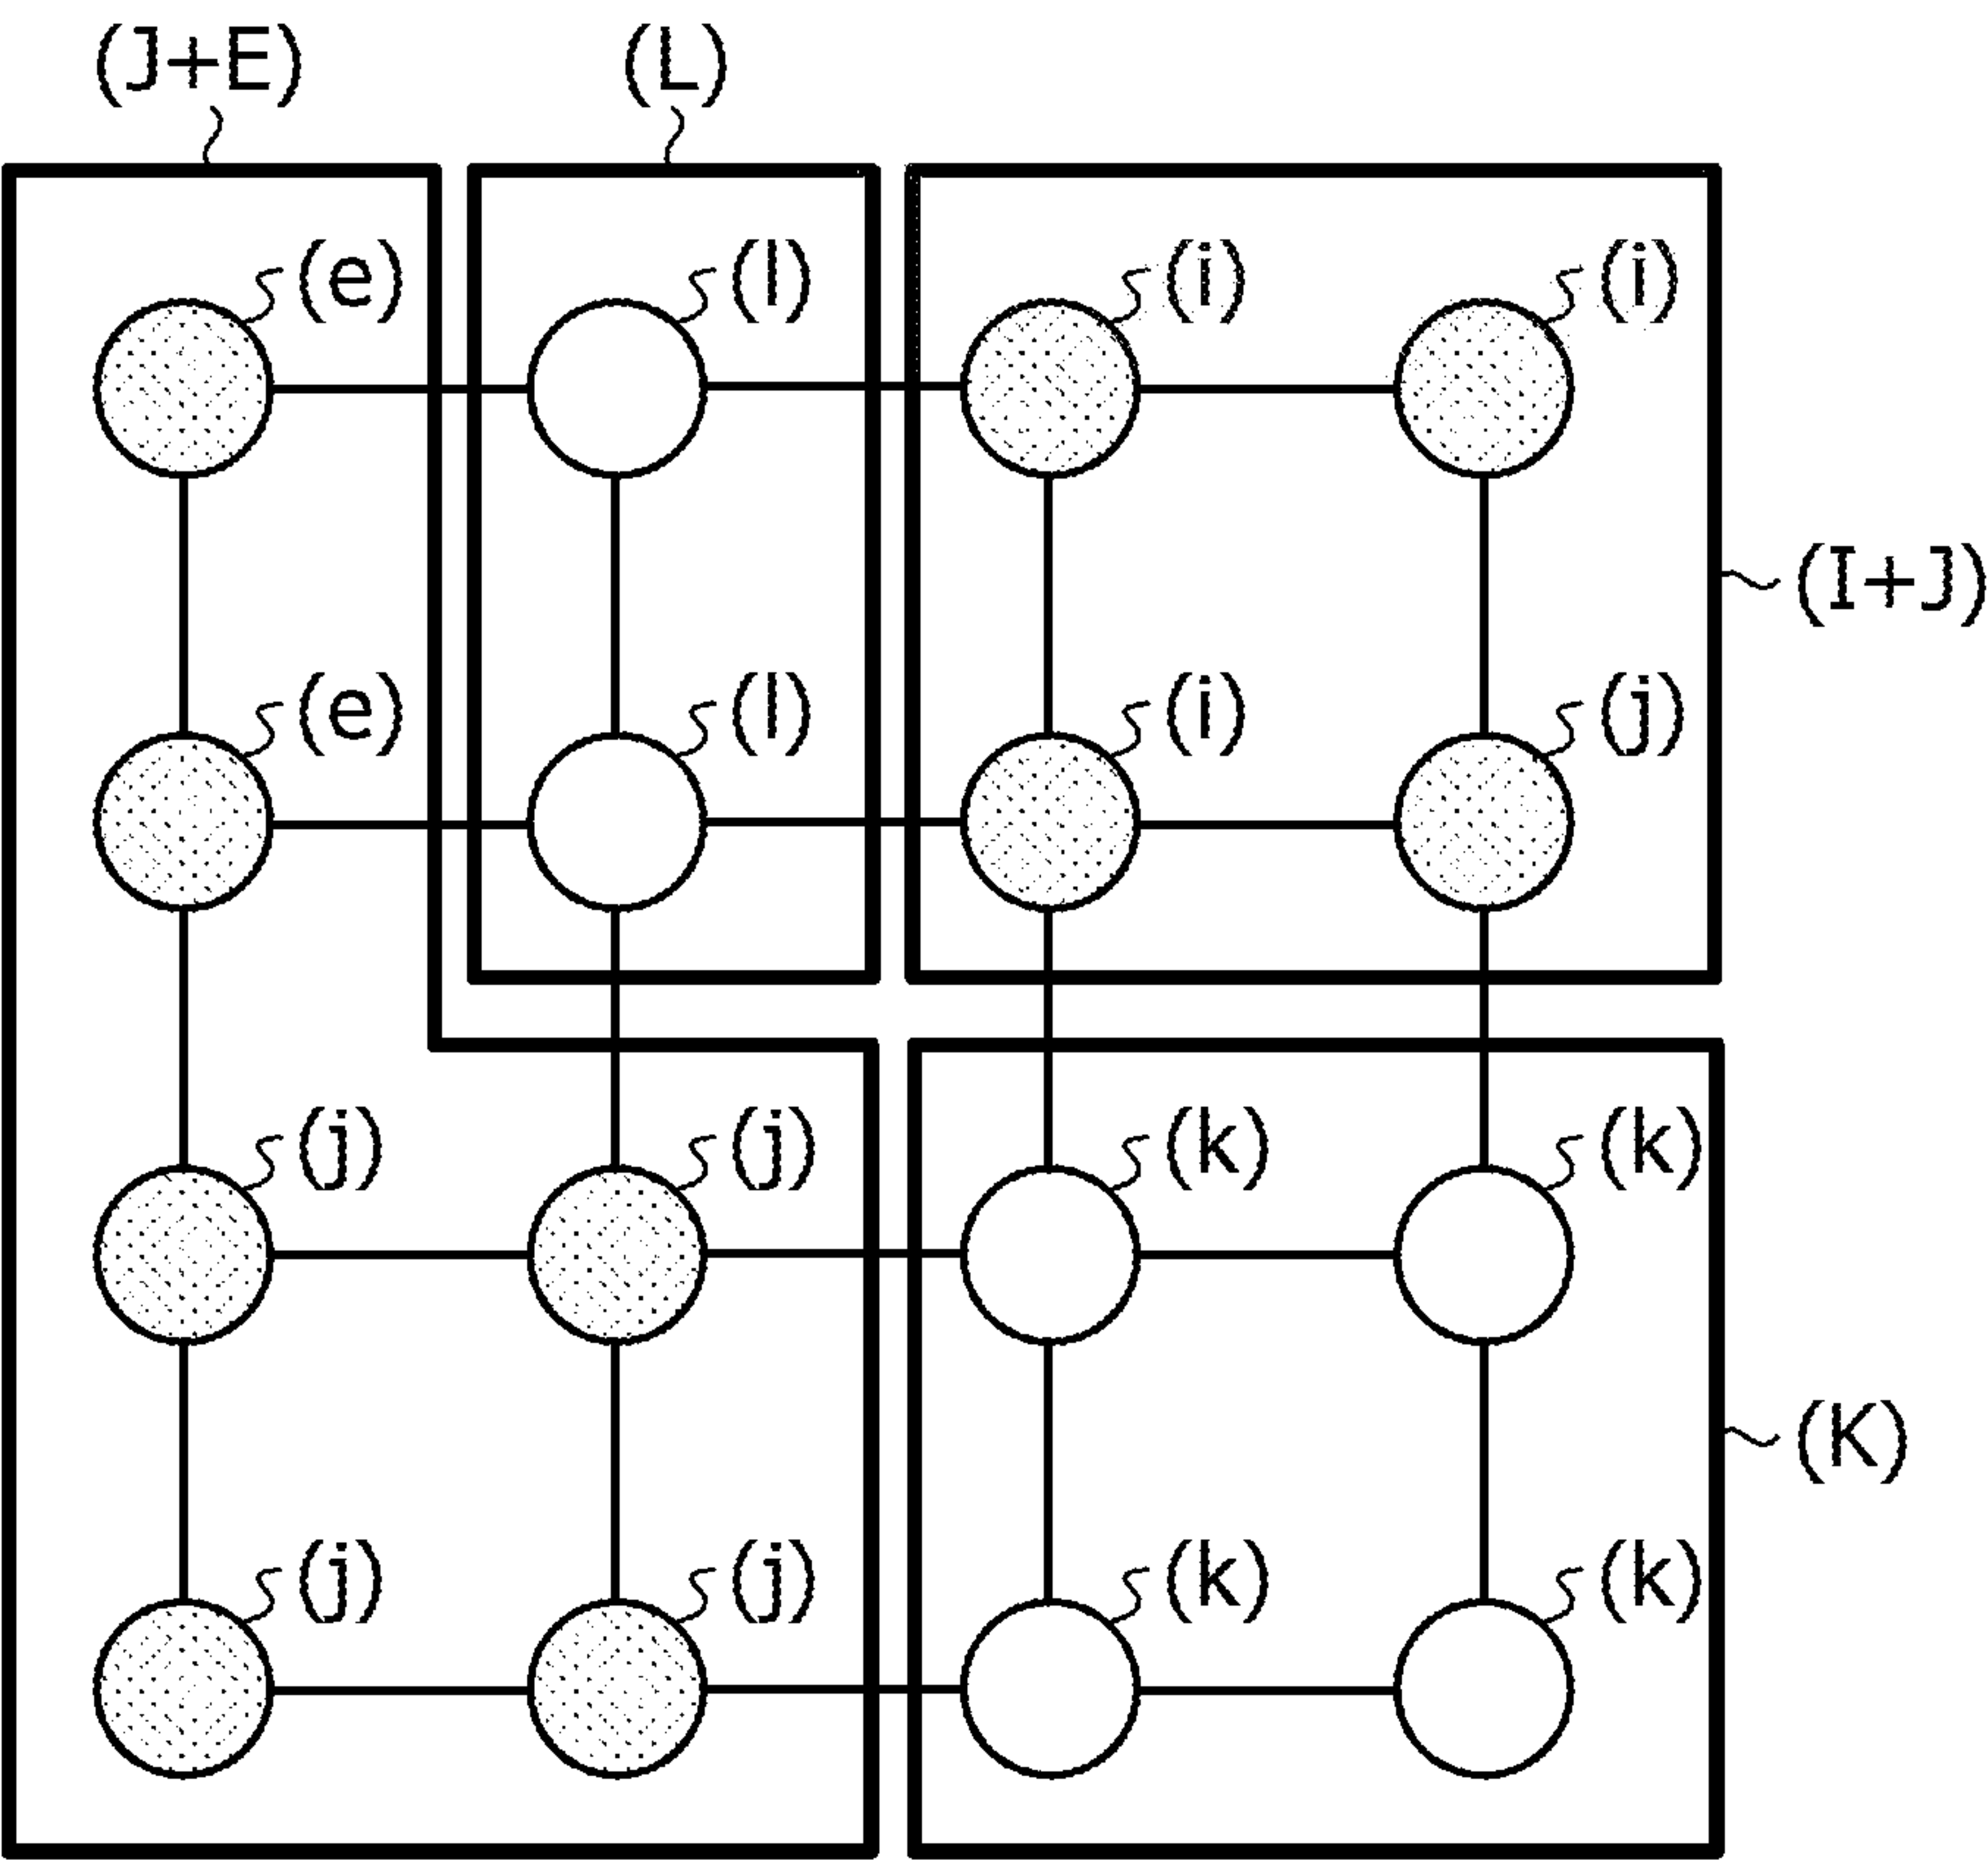 (J+E) (L)
(e) (l) (i) (i)
(I+J)
(e) (l) (i) (j)
(j) (j) (k) (k)
(K)
(j) (j) (k) (k)